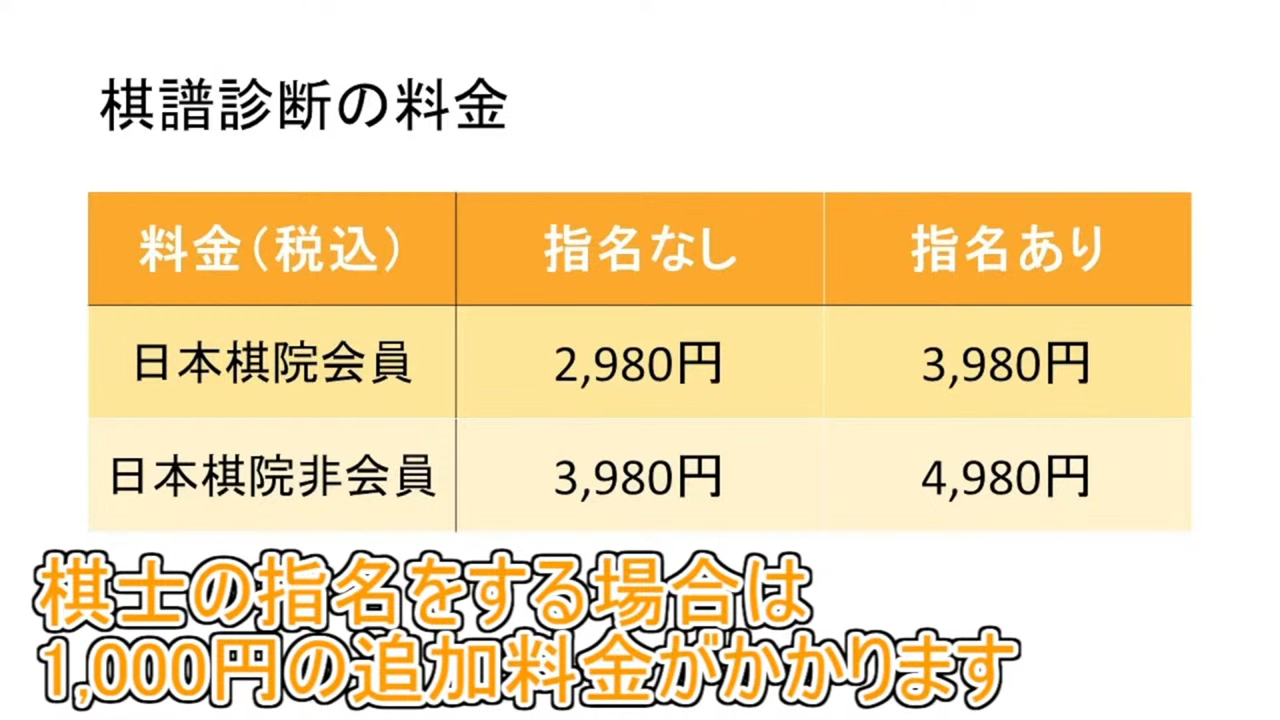 棋譜診断の料金
料金（税込） 指名なし 指名あり
日本棋院会員 2,980円 3,980円
日本棋院非会員 3,980円 4,980円
棋士の指名をする場合は
1,000円の追加料金がかかります